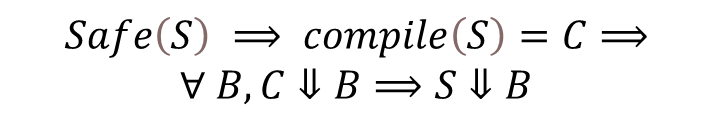 Safe(S) ⟹ compile(S) = C ⟹
∀ B, C ⇓ B ⟹ S ⇓ B